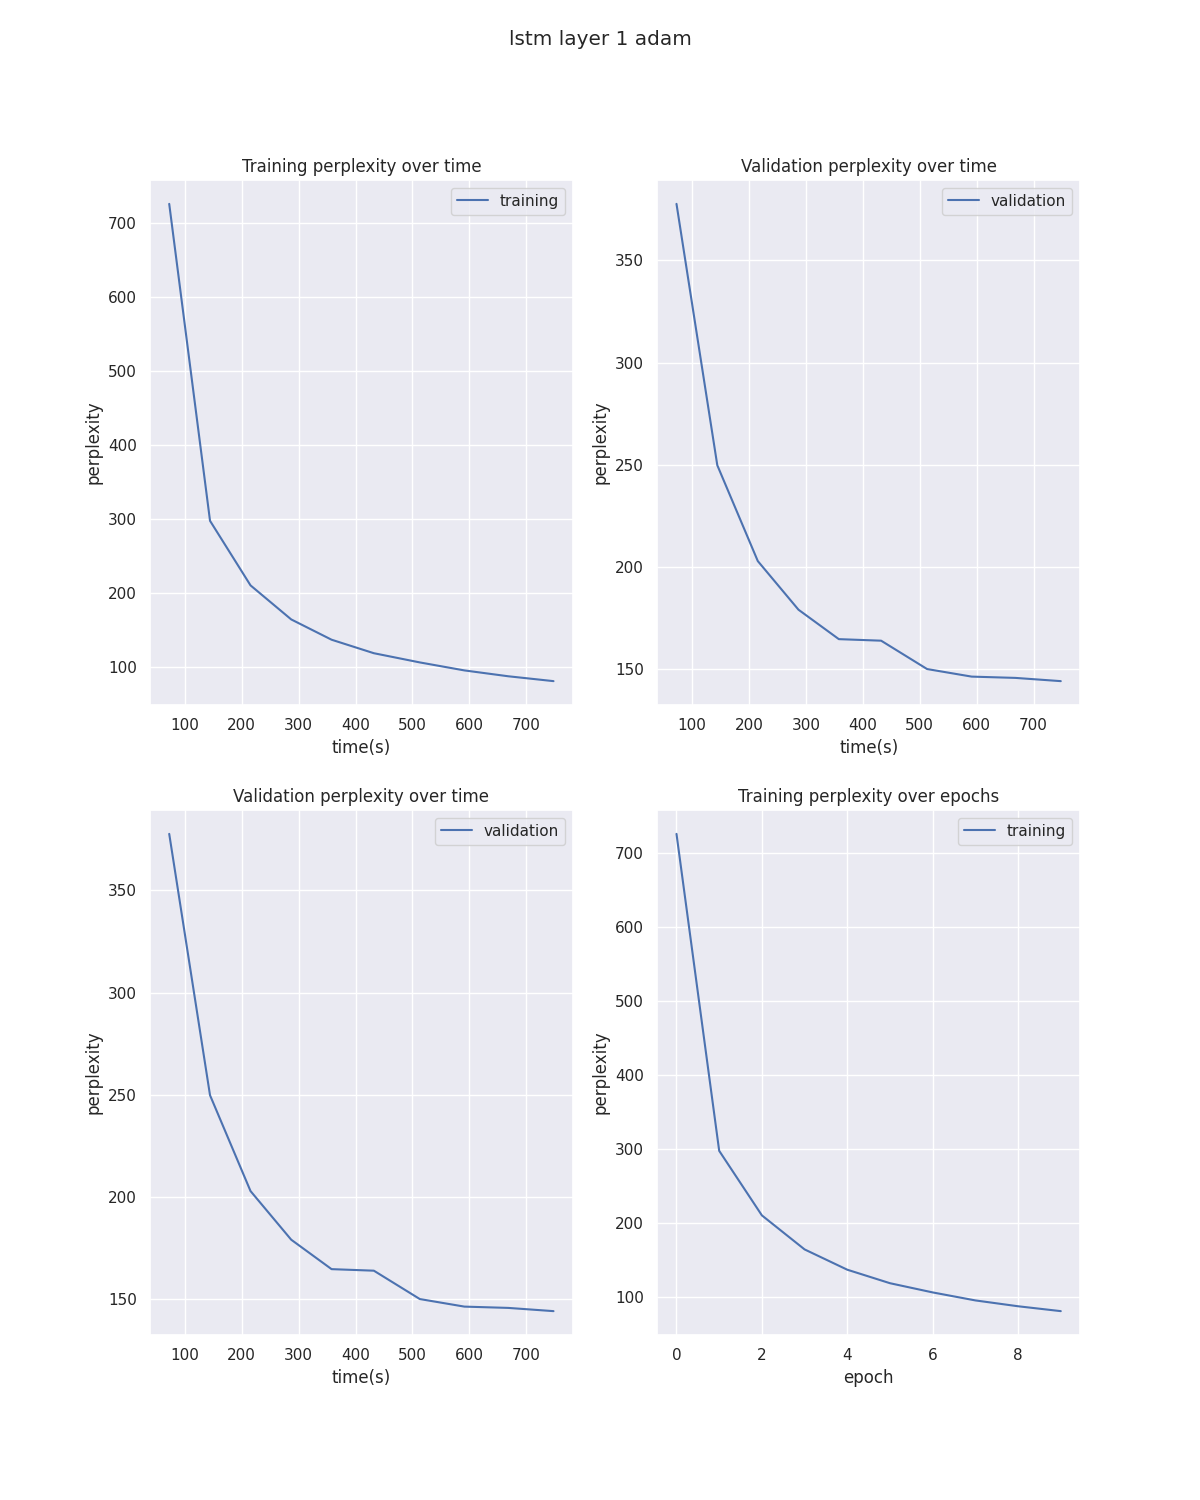 lstm layer 1 adam
Training perplexity over time
training
700
600
500
400
300
200
100
perplexity
100 200 300 400 500 600 700
time(s)
Validation perplexity over time
validation
350
300
250
200
150
perplexity
100 200 300 400 500 600 700
time(s)
Validation perplexity over time
validation
350
300
250
200
150
perplexity
100 200 300 400 500 600 700
time(s)
Training perplexity over epochs
training
700
600
500
400
300
200
100
perplexity
0 2 4 6 8
epoch